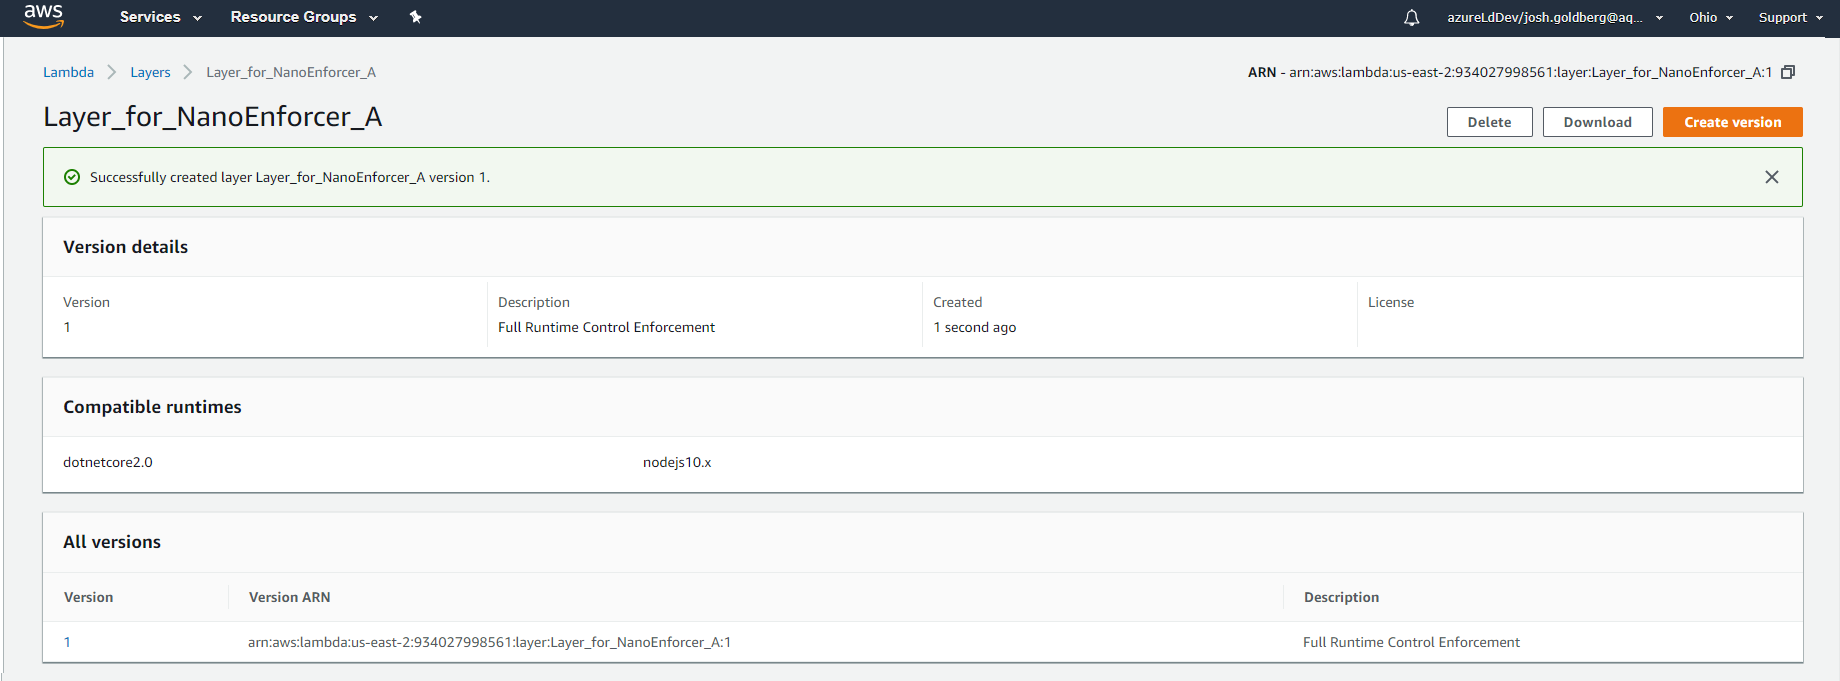 aws Services Resource Groups azureLdDev/josh.goldberg@aq... Ohio Support
Lambda Layers Layer_for_NanoEnforcer_A ARN - arn:aws:lambda:us-east-2:934027998561:layer:Layer_for_NanoEnforcer_A:1
Layer_for_NanoEnforcer_A Delete Download Create version
Successfully created layer Layer_for_NanoEnforcer_A version 1.
Version details
Version Description Created License
1 Full Runtime Control Enforcement 1 second ago
Compatible runtimes
dotnetcore2.0 nodejs10.x
All versions
Version Version ARN Description
1 arn:aws:lambda:us-east-2:934027998561:layer:Layer_for_NanoEnforcer_A:1 Full Runtime Control Enforcement